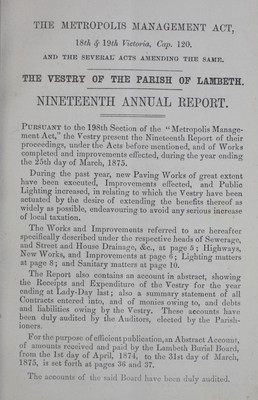 THE METROPOLIS MANAGEMENT ACT,
18th & 19th Victoria, Cap. 120.
AND THE SEVERAL ACTS AMENDING THE SAME.
THE VESTRY OF THE PARISH OF LAMBETH.
NINETEENTH ANNUAL REPORT.
PURSUANT to the 198th Section of the "Metropolis Manage-
ment Act," the Vestry present the Nineteenth Report of their
proceedings, under the Acts before mentioned, and of Works
completed and improvements effected, during the year ending
the 25th day of March, 1875.
During the past year, new Paving Works of great extent
have been executed, Improvements effected, and Public
Lighting increased, in relating to which the Vestry have been
actuated by the desire of extending the benefits thereof as
widely as possible, endeavouring to avoid any serious increase
of local taxation.
The Works and Improvements referred to are hereafter
specifically described under the respective heads of Sewerage,
and Street and House Drainage, &c., at page 5; Highways,
New Works, and Improvements at page 6; Lighting matters
at page 8; and Sanitary matters at page 10.
The Report also contains an account in abstract, showing
the Receipts and Expenditure of the Vestry for the year
ending at Lady-Day last; also a summary statement of all
Contracts entered into, and of monies owing to, and debts
and liabilities owing by the Vestry. These accounts have
been duly audited by the Auditors, elected by the Parish-
ioners.
For the purpose of efficient publication, an Abstract Account,
of amounts received and paid by the Lambeth Burial Board,
from the 1st day of April, 1874, to the 31st day of March,
1875, is set forth at pages 36 and 37.
The accounts of the said Board have been duly audited.